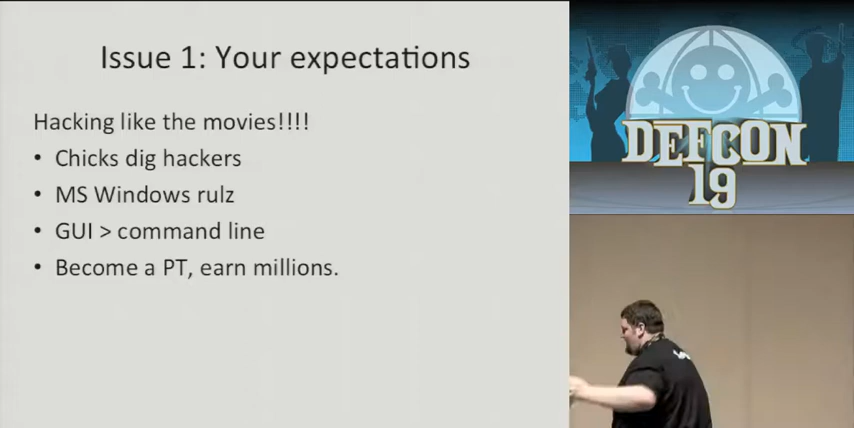 Issue 1: Your expectations
Hacking like the movies!!!!
• Chicks dig hackers
• MS Windows rulz
• GUI > command line
• Become a PT, earn millions.
DEFCON
19